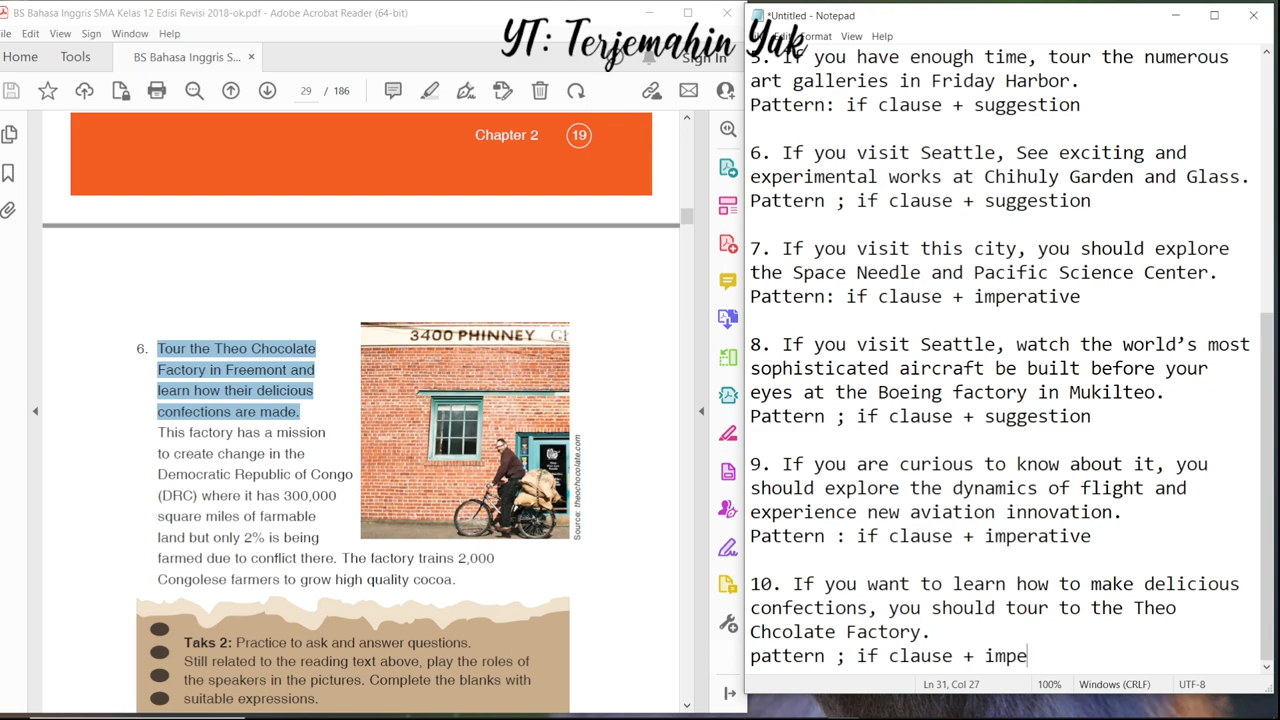 BS Bahasa Inggris SMA Kelas 12 Edisi Revisi 2018-ok.pdf - Adobe Acrobat Reader (64-bit)
ile Edit View Sign Window Help
Home Tools BS Bahasa Inggris S... × Sign In
29 / 186
YT: Terjemahin Yak
Chapter 2 19
3400 PHINNEY
6. Tour the Theo Chocolate
Factory in Freemont and
learn how their delicious
confections are made.
This factory has a mission
to create change in the
Democratic Republic of Congo
(DRC) where it has 300,000
square miles of farmable
land but only 2% is being
farmed due to conflict there. The factory trains 2,000
Congolese farmers to grow high quality cocoa.
Source: theochocolate.com
Taks 2: Practice to ask and answer questions.
Still related to the reading text above, play the roles of
the speakers in the pictures. Complete the blanks with
suitable expressions.
*Untitled - Notepad
Edit Format View Help
5. If you have enough time, tour the numerous
art galleries in Friday Harbor.
Pattern: if clause + suggestion
6. If you visit Seattle, See exciting and
experimental works at Chihuly Garden and Glass.
Pattern ; if clause + suggestion
7. If you visit this city, you should explore
the Space Needle and Pacific Science Center.
Pattern: if clause + imperative
8. If you visit Seattle, watch the world’s most
sophisticated aircraft be built before your
eyes at the Boeing factory in Mukilteo.
Pattern ; if clause + suggestion
9. If you are curious to know about it, you
should explore the dynamics of flight and
experience new aviation innovation.
Pattern : if clause + imperative
10. If you want to learn how to make delicious
confections, you should tour to the Theo
Chcolate Factory.
pattern ; if clause + impe
Ln 31, Col 27 100% Windows (CRLF) UTF-8